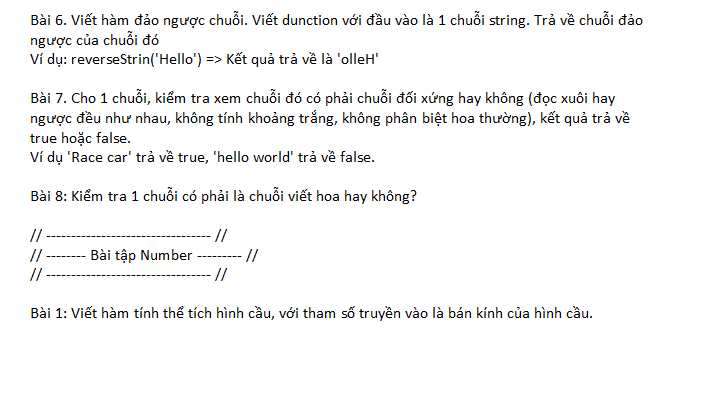 Bài 6. Viết hàm đảo ngược chuỗi. Viết dunction với đầu vào là 1 chuỗi string. Trả về chuỗi đảo
ngược của chuỗi đó
Ví dụ: reverseStrin('Hello') => Kết quả trả về là 'olleH'
Bài 7. Cho 1 chuỗi, kiểm tra xem chuỗi đó có phải chuỗi đối xứng hay không (đọc xuôi hay
ngược đều như nhau, không tính khoảng trắng, không phân biệt hoa thường), kết quả trả về
true hoặc false.
Ví dụ 'Race car' trả về true, 'hello world' trả về false.
Bài 8: Kiểm tra 1 chuỗi có phải là chuỗi viết hoa hay không?
// --------------------------------- //
// -------- Bài tập Number --------- //
// --------------------------------- //
Bài 1: Viết hàm tính thể tích hình cầu, với tham số truyền vào là bán kính của hình cầu.